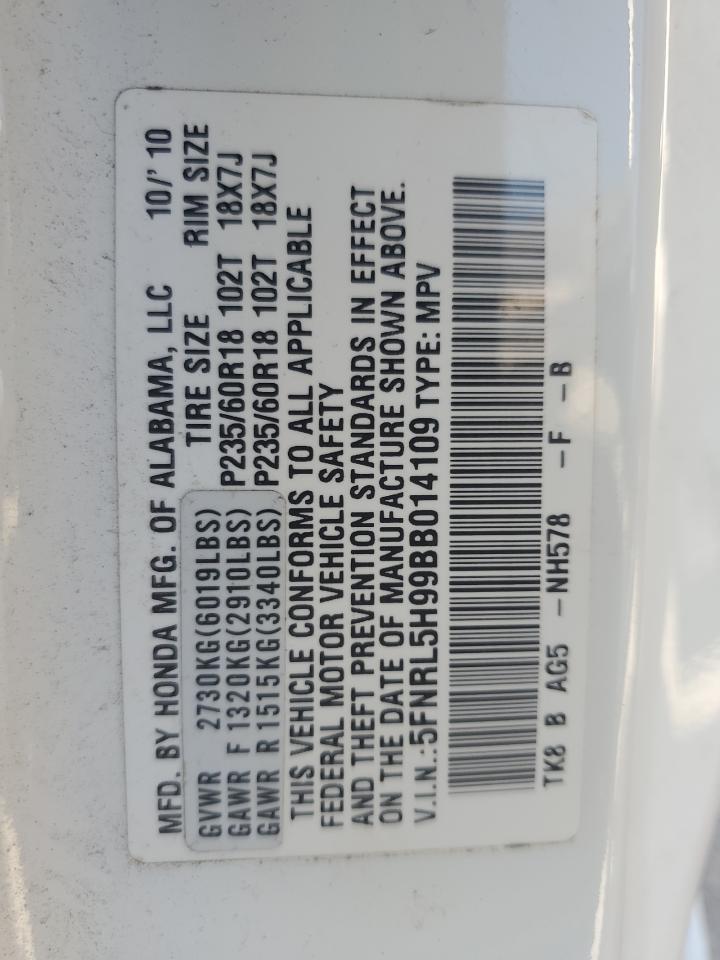 MFD. BY HONDA MFG. OF ALABAMA, LLC 10/'10
TIRE SIZE RIM SIZE
GVWR 2730KG(6019LBS)
GAWR F 1320KG(2910LBS) P235/60R18 102T 18X7J
GAWR R 1515KG(3340LBS) P235/60R18 102T 18X7J
THIS VEHICLE CONFORMS TO ALL APPLICABLE
FEDERAL MOTOR VEHICLE SAFETY
AND THEFT PREVENTION STANDARDS IN EFFECT
ON THE DATE OF MANUFACTURE SHOWN ABOVE.
V.I.N.:5FNRL5H99BB014109 TYPE: MPV
TK8 B AG5 -NH578 -F -B